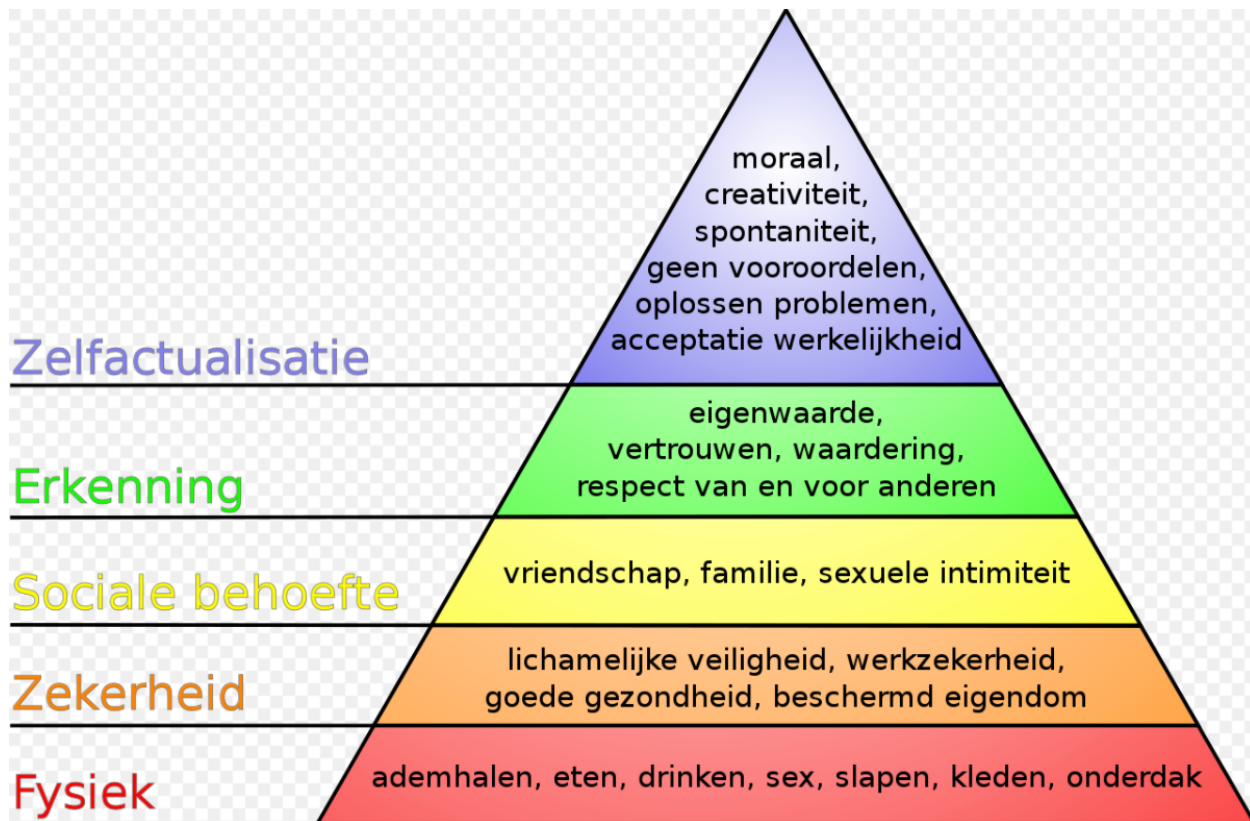 moraal,
creativiteit,
spontaniteit,
geen vooroordelen,
oplossen problemen,
acceptatie werkelijkheid
Zelfactualisatie
eigenwaarde,
vertrouwen, waardering,
respect van en voor anderen
Erkenning
vriendschap, familie, sexuele intimiteit
Sociale behoefte
lichamelijke veiligheid, werkzekerheid,
goede gezondheid, beschermd eigendom
Zekerheid
ademhalen, eten, drinken, sex, slapen, kleden, onderdak
Fysiek